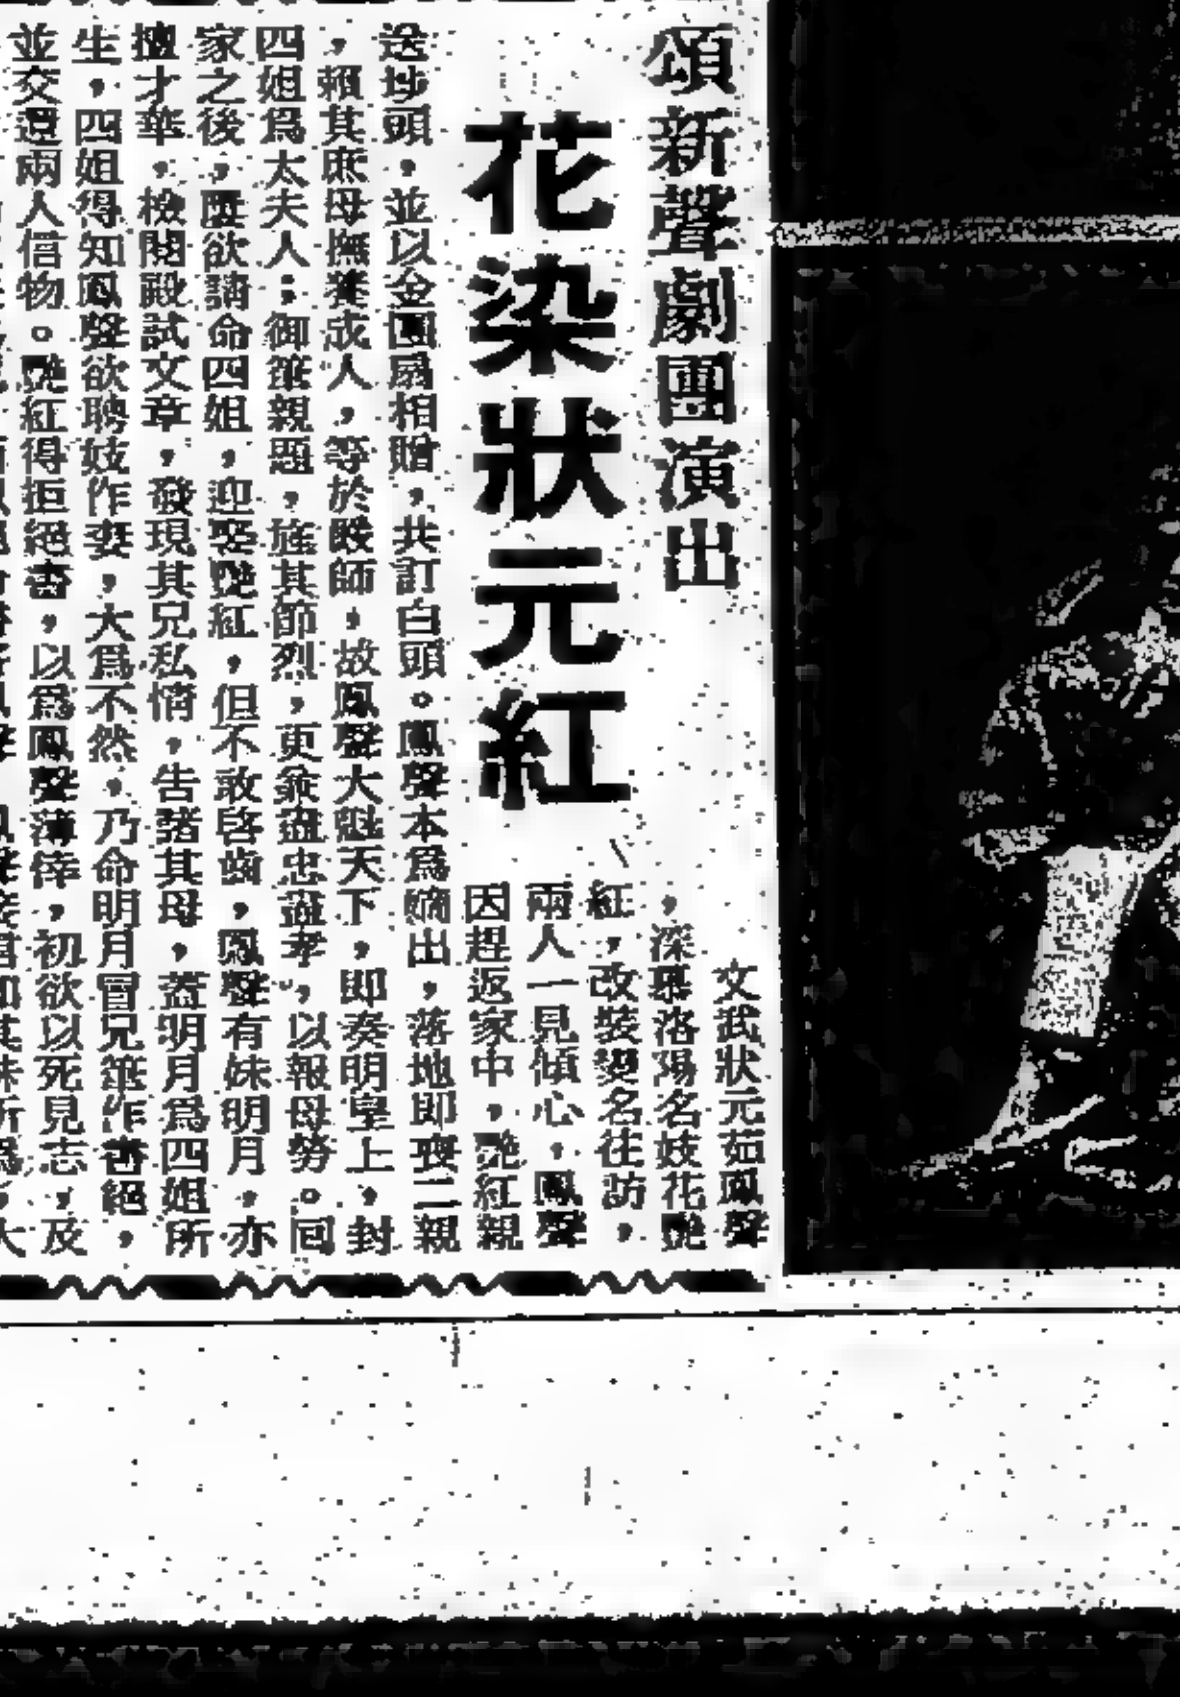 頌新聲劇團演出
花染狀元紅
文武狀元茹鳳聲
,深慕洛陽名妓花艷
紅,改裝變名往訪,
兩人一見傾心,鳳聲
因趕返家中,艷紅親
送埗頭,並以金團扇相贈,共訂白頭。鳳聲本為嫡出,落地即喪二親
,賴其庶母撫養成人,等於嚴師,故鳳聲大魁天下,即奏明皇上,封
四姐爲太夫人;御筆親題,旌其節烈,更兼盡忠盡孝,以報母勞。囘
家之後,屢欲請命四姐,迎娶艷紅,但不敢啓齒,鳳聲有妹明月,亦
擅才華,檢閱殿試文章,發現其兄私情,告諸其母,蓋明月爲四姐所
生,四姐得知鳳聲欲聘妓作妻,大爲不然,乃命明月冒兄筆作書絕,
並交還兩人信物。艷紅得拒絕書,以爲鳳聲薄倖,初欲以死見志,及